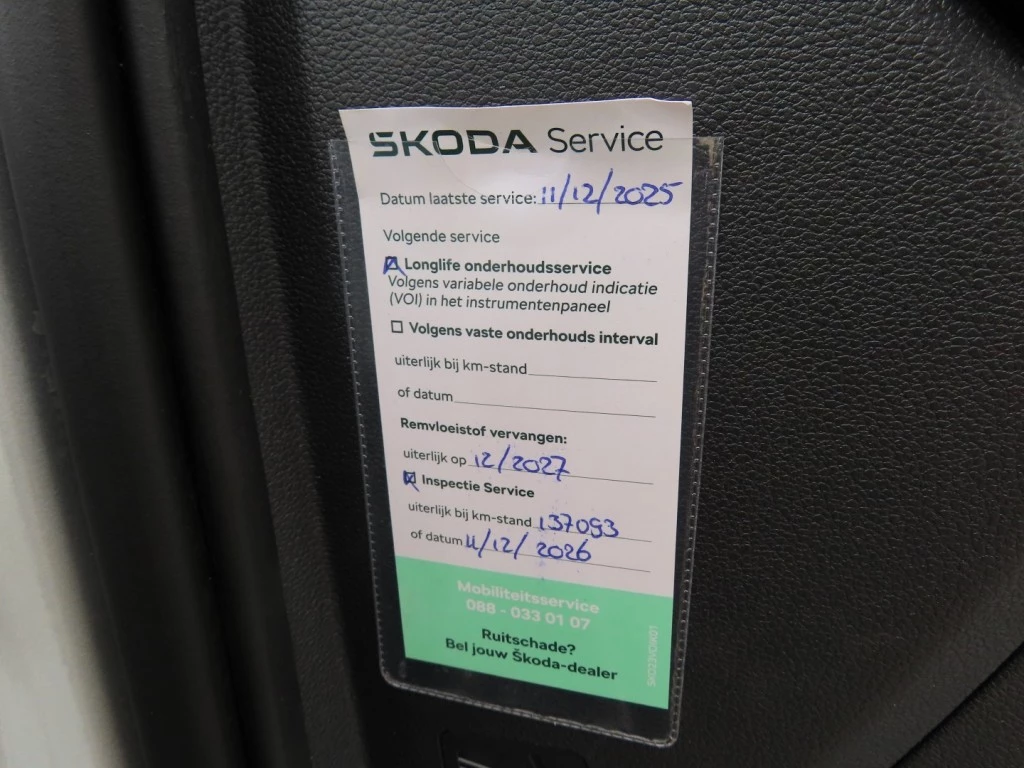 ŠKODA Service
Datum laatste service: 11/12/2025
Volgende service
Longlife onderhoudsservice
Volgens variabele onderhoud indicatie
(VOI) in het instrumentenpaneel
Volgens vaste onderhouds interval
uiterlijk bij km-stand
of datum
Remvloeistof vervangen:
uiterlijk op 12/2027
Inspectie Service
uiterlijk bij km-stand 137093
of datum 11/12/2026
Mobiliteitsservice
088 - 033 01 07
Ruitschade?
Bel jouw Škoda-dealer